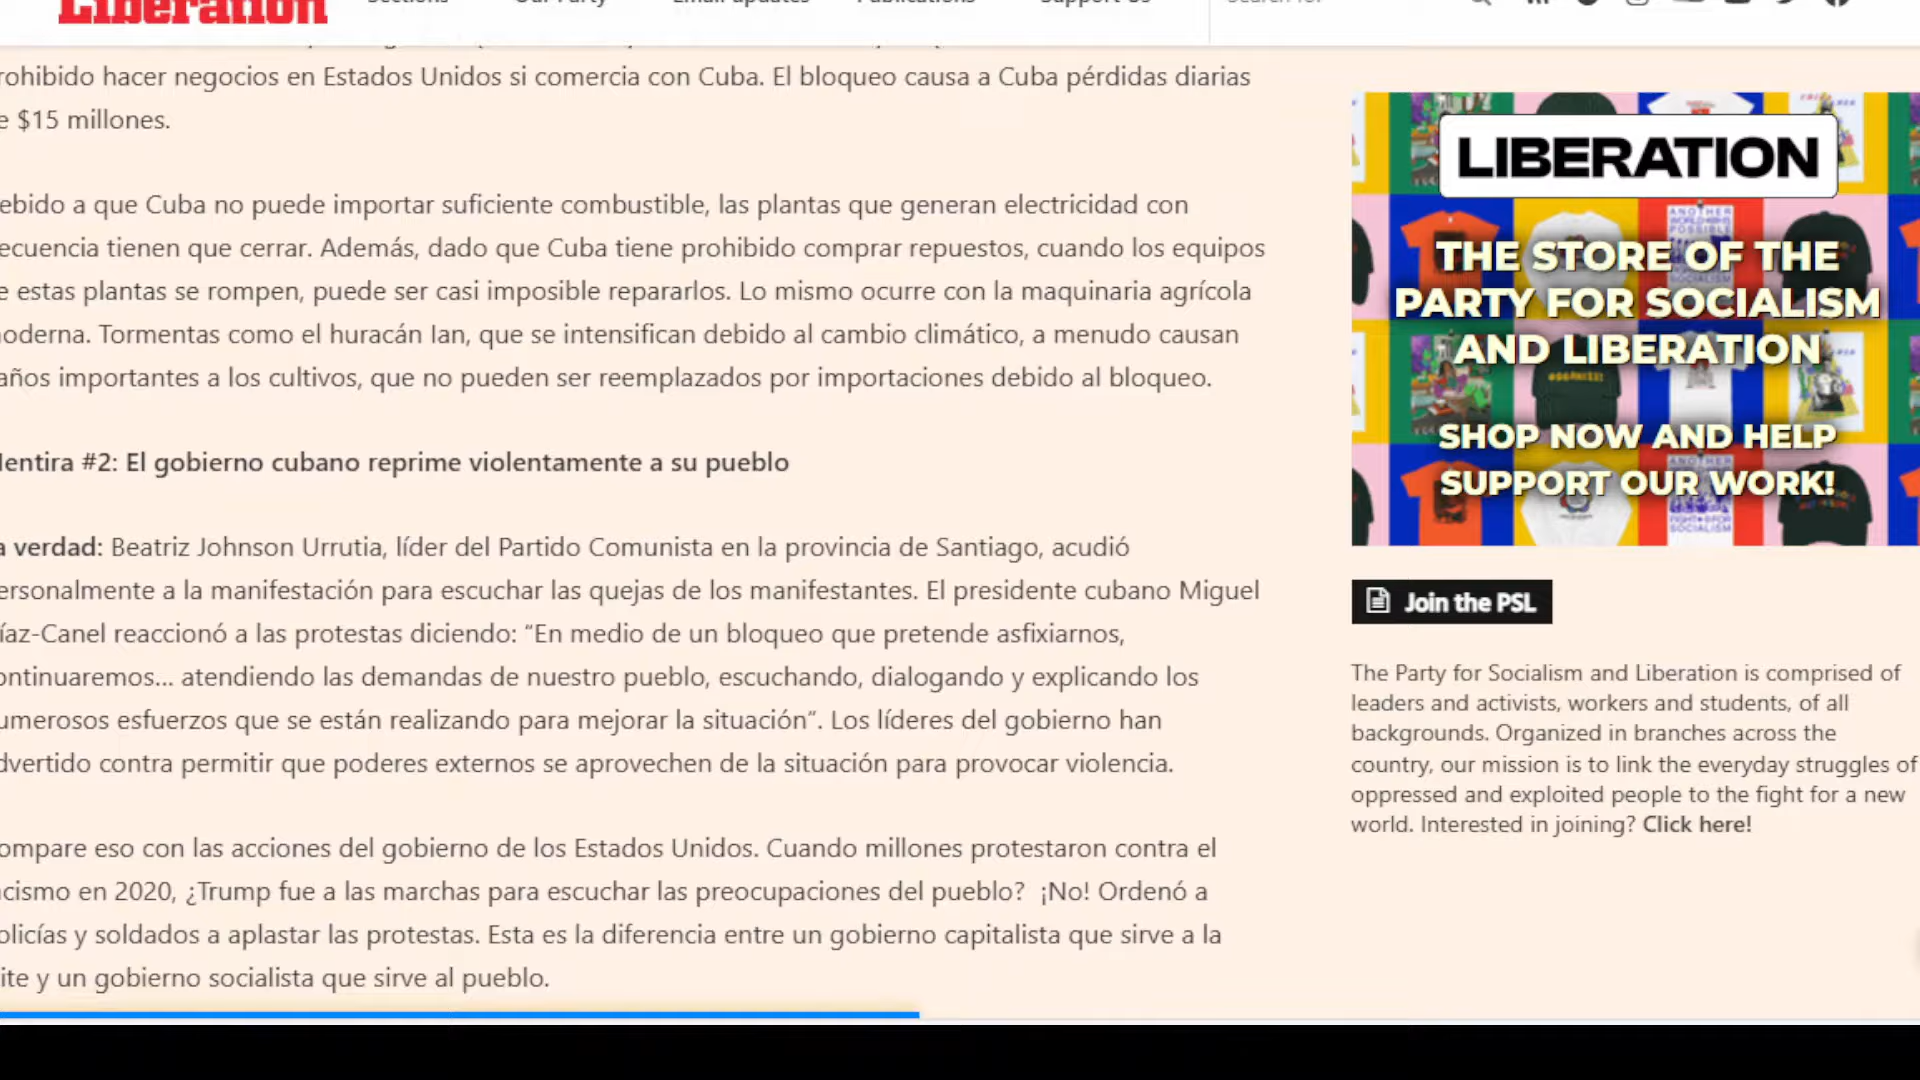 Liberation
Sections Our Party Email updates Publications Support Us Search for
rohibido hacer negocios en Estados Unidos si comercia con Cuba. El bloqueo causa a Cuba pérdidas diarias
e $15 millones.
ebido a que Cuba no puede importar suficiente combustible, las plantas que generan electricidad con
ecuencia tienen que cerrar. Además, dado que Cuba tiene prohibido comprar repuestos, cuando los equipos
e estas plantas se rompen, puede ser casi imposible repararlos. Lo mismo ocurre con la maquinaria agrícola
oderna. Tormentas como el huracán Ian, que se intensifican debido al cambio climático, a menudo causan
años importantes a los cultivos, que no pueden ser reemplazados por importaciones debido al bloqueo.
entira #2: El gobierno cubano reprime violentamente a su pueblo
a verdad: Beatriz Johnson Urrutia, líder del Partido Comunista en la provincia de Santiago, acudió
ersonalmente a la manifestación para escuchar las quejas de los manifestantes. El presidente cubano Miguel
íaz-Canel reaccionó a las protestas diciendo: “En medio de un bloqueo que pretende asfixiarnos,
ontinuaremos… atendiendo las demandas de nuestro pueblo, escuchando, dialogando y explicando los
umerosos esfuerzos que se están realizando para mejorar la situación”. Los líderes del gobierno han
dvertido contra permitir que poderes externos se aprovechen de la situación para provocar violencia.
ompare eso con las acciones del gobierno de los Estados Unidos. Cuando millones protestaron contra el
cismo en 2020, ¿Trump fue a las marchas para escuchar las preocupaciones del pueblo? ¡No! Ordenó a
olicías y soldados a aplastar las protestas. Esta es la diferencia entre un gobierno capitalista que sirve a la
ite y un gobierno socialista que sirve al pueblo.
LIBERATION
THE STORE OF THE
PARTY FOR SOCIALISM
AND LIBERATION
SHOP NOW AND HELP
SUPPORT OUR WORK!
Join the PSL
The Party for Socialism and Liberation is comprised of
leaders and activists, workers and students, of all
backgrounds. Organized in branches across the
country, our mission is to link the everyday struggles of
oppressed and exploited people to the fight for a new
world. Interested in joining? Click here!